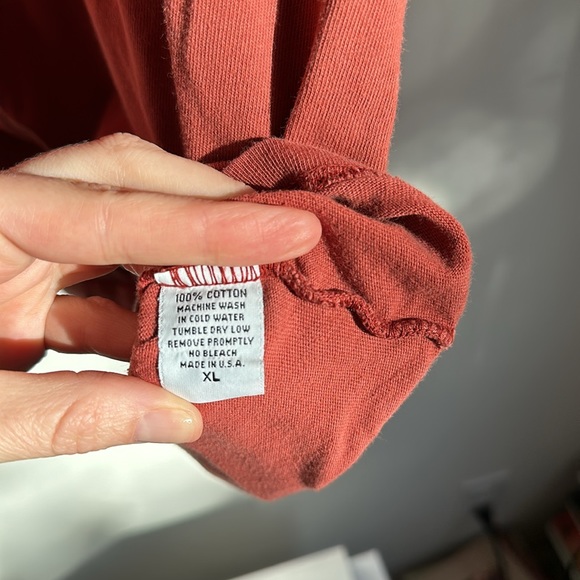 100% COTTON
MACHINE WASH
IN COLD WATER
TUMBLE DRY LOW
REMOVE PROMPTLY
NO BLEACH
MADE IN U.S.A.
XL